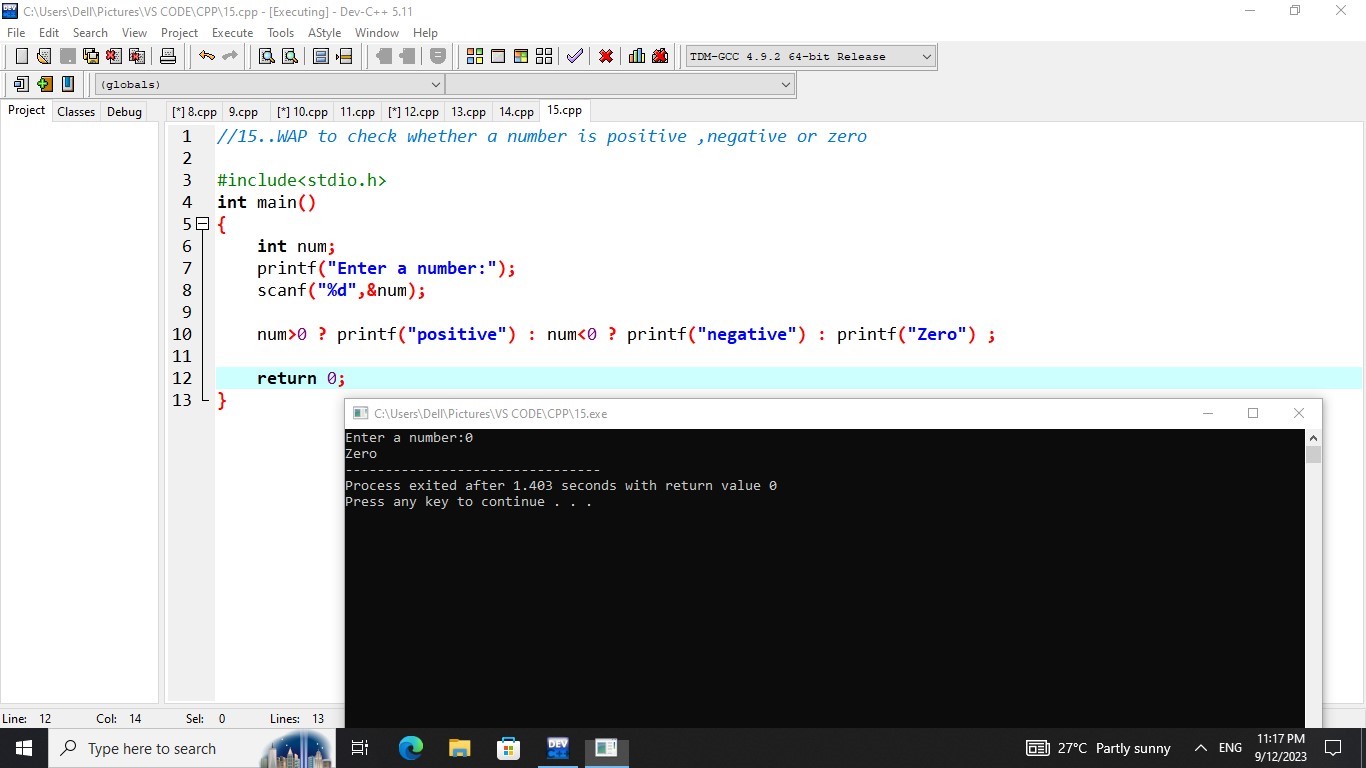 C:\Users\Dell\Pictures\VS CODE\CPP\15.cpp - [Executing] - Dev-C++ 5.11
File Edit Search View Project Execute Tools AStyle Window Help
TDM-GCC 4.9.2 64-bit Release
(globals)
Project Classes Debug [*] 8.cpp 9.cpp [*] 10.cpp 11.cpp [*] 12.cpp 13.cpp 14.cpp 15.cpp
1 //15..WAP to check whether a number is positive ,negative or zero
2
3 #include<stdio.h>
4 int main()
5 {
6 int num;
7 printf("Enter a number:");
8 scanf("%d",&num);
9
10 num>0 ? printf("positive") : num<0 ? printf("negative") : printf("Zero") ;
11
12 return 0;
13 }
C:\Users\Dell\Pictures\VS CODE\CPP\15.exe
Enter a number:0
Zero
--------------------------------
Process exited after 1.403 seconds with return value 0
Press any key to continue . . .
Line: 12 Col: 14 Sel: 0 Lines: 13
Type here to search
DEV
27°C Partly sunny
ENG
11:17 PM
9/12/2023